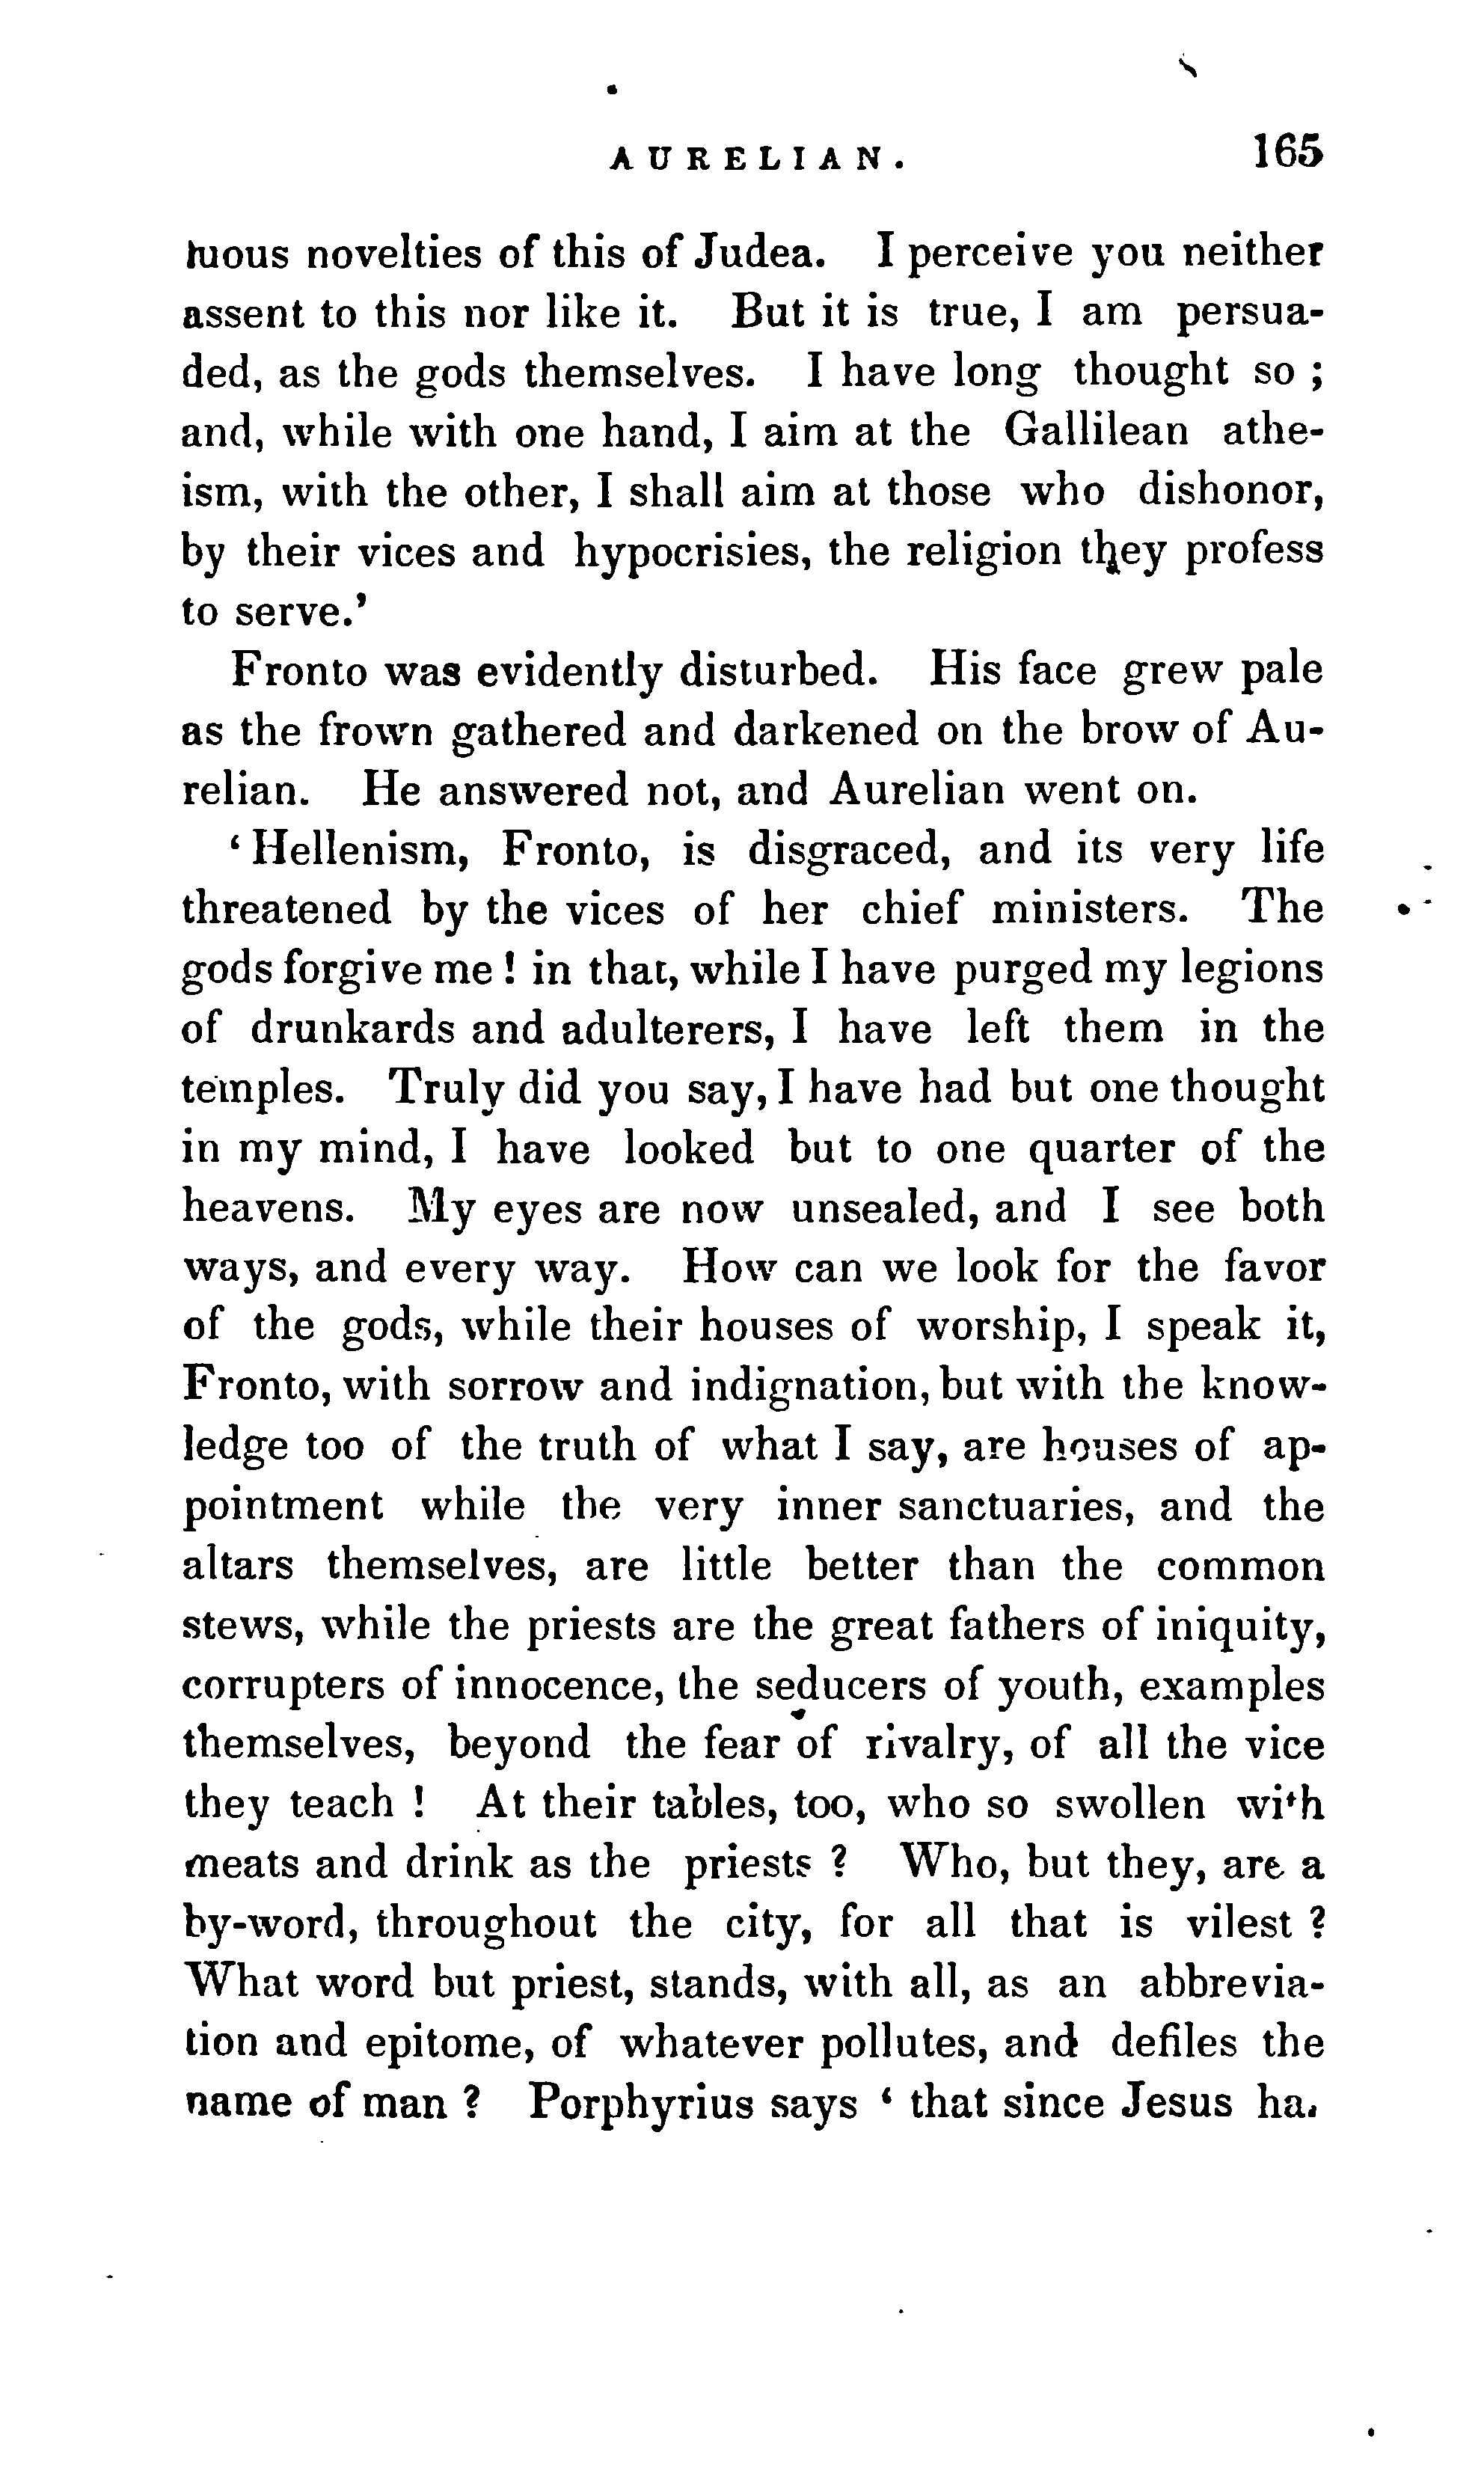 AURELIAN. 165
tuous novelties of this of Judea. I perceive you neither
assent to this nor like it. But it is true, I am persua-
ded, as the gods themselves. I have long thought so ;
and, while with one hand, I aim at the Gallilean athe-
ism, with the other, I shall aim at those who dishonor,
by their vices and hypocrisies, the religion they profess
to serve.'
Fronto was evidently disturbed. His face grew pale
as the frown gathered and darkened on the brow of Au-
relian. He answered not, and Aurelian went on.
' Hellenism, Fronto, is disgraced, and its very life
threatened by the vices of her chief ministers. The
gods forgive me ! in that, while I have purged my legions
of drunkards and adulterers, I have left them in the
temples. Truly did you say, I have had but one thought
in my mind, I have looked but to one quarter of the
heavens. My eyes are now unsealed, and I see both
ways, and every way. How can we look for the favor
of the gods, while their houses of worship, I speak it,
Fronto, with sorrow and indignation, but with the know-
ledge too of the truth of what I say, are houses of ap-
pointment while the very inner sanctuaries, and the
altars themselves, are little better than the common
stews, while the priests are the great fathers of iniquity,
corrupters of innocence, the seducers of youth, examples
themselves, beyond the fear of rivalry, of all the vice
they teach ! At their tables, too, who so swollen with
meats and drink as the priests ? Who, but they, are a
by-word, throughout the city, for all that is vilest ?
What word but priest, stands, with all, as an abbrevia-
tion and epitome, of whatever pollutes, and defiles the
name of man ? Porphyrius says ' that since Jesus has